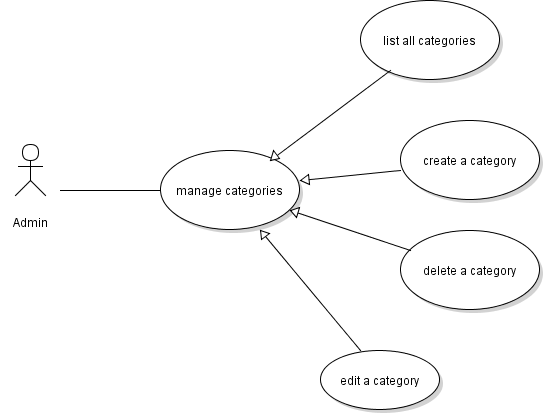 list all categories
create a category
manage categories
Admin
delete a category
edit a category